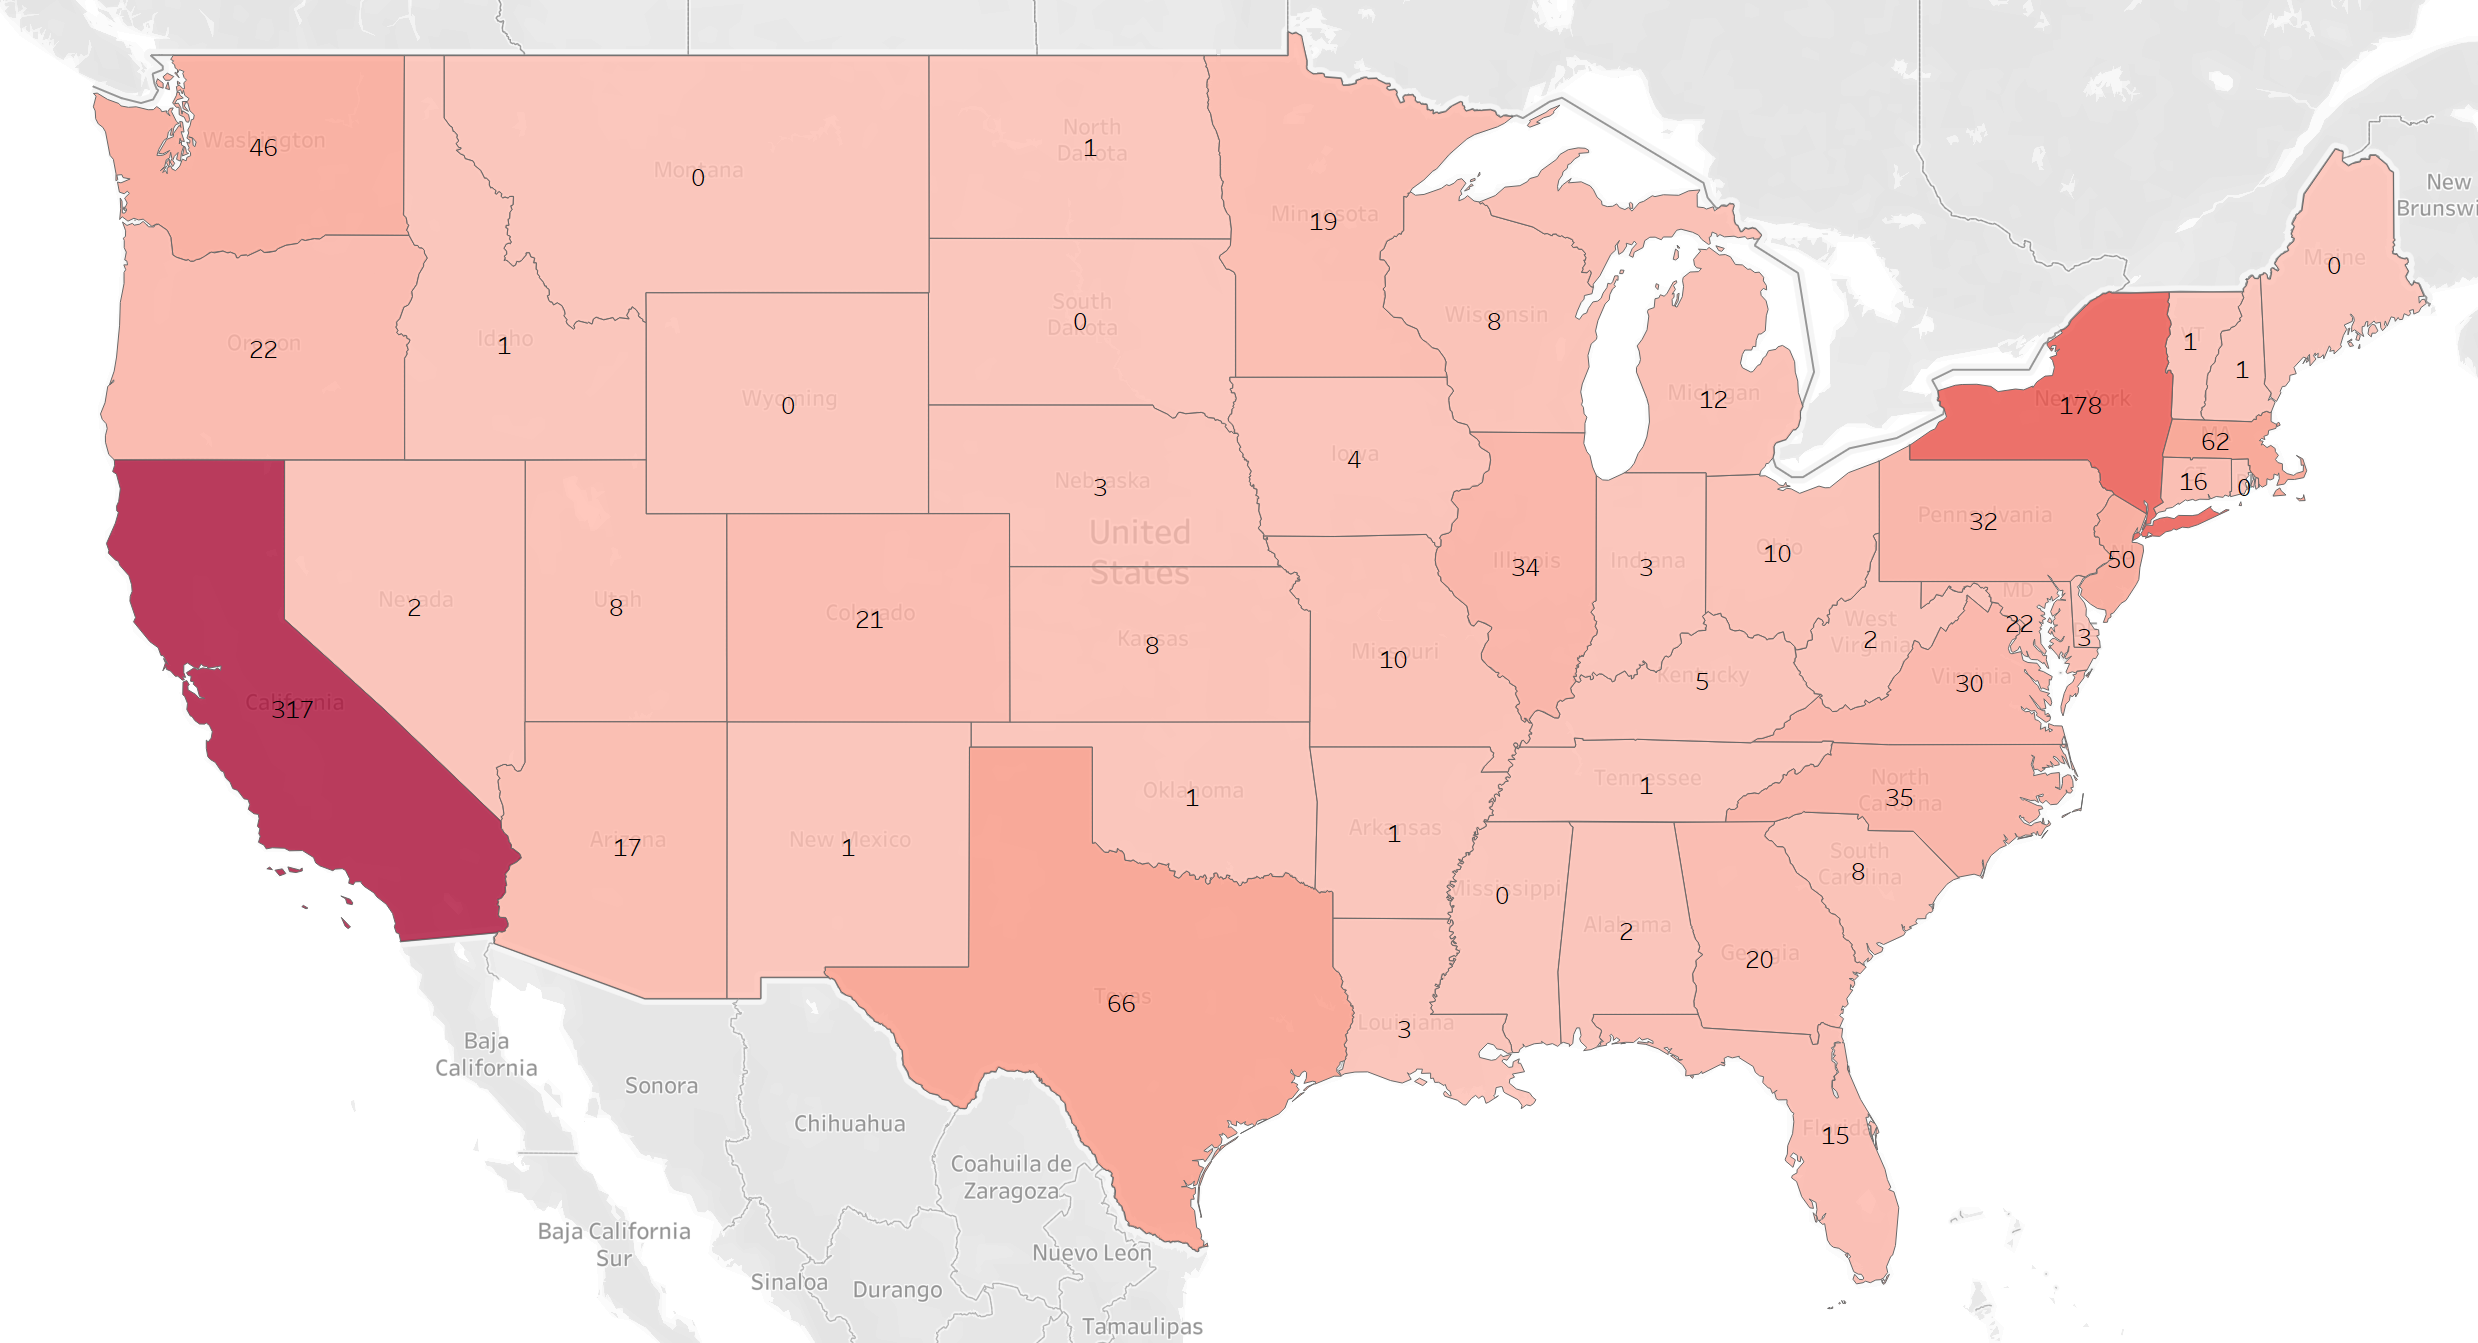 Washington
46
Montana
0
North
Dakota
1
Minnesota
19
New
Brunswi
Maine
0
Oregon
22
Idaho
1
South
Dakota
0
Wisconsin
8
VT
1
1
Wyoming
0
Michigan
12
New York
178
MA
62
Nebraska
3
Iowa
4
CT
16
0
Pennsylvania
32
United
States
Nevada
2
Utah
8
Colorado
21
Kansas
8
Illinois
34
Indiana
3
Ohio
10
50
MD
22
3
West
Virginia
2
Missouri
10
Kentucky
5
Virginia
30
California
317
Arizona
17
New Mexico
1
Oklahoma
1
Arkansas
1
Tennessee
1
North
Carolina
35
Mississippi
0
Alabama
2
Georgia
20
South
Carolina
8
Texas
66
Louisiana
3
Florida
15
Baja
California
Sonora
Chihuahua
Coahuila de
Zaragoza
Baja California
Sur
Nuevo León
Sinaloa
Durango
Tamaulipas